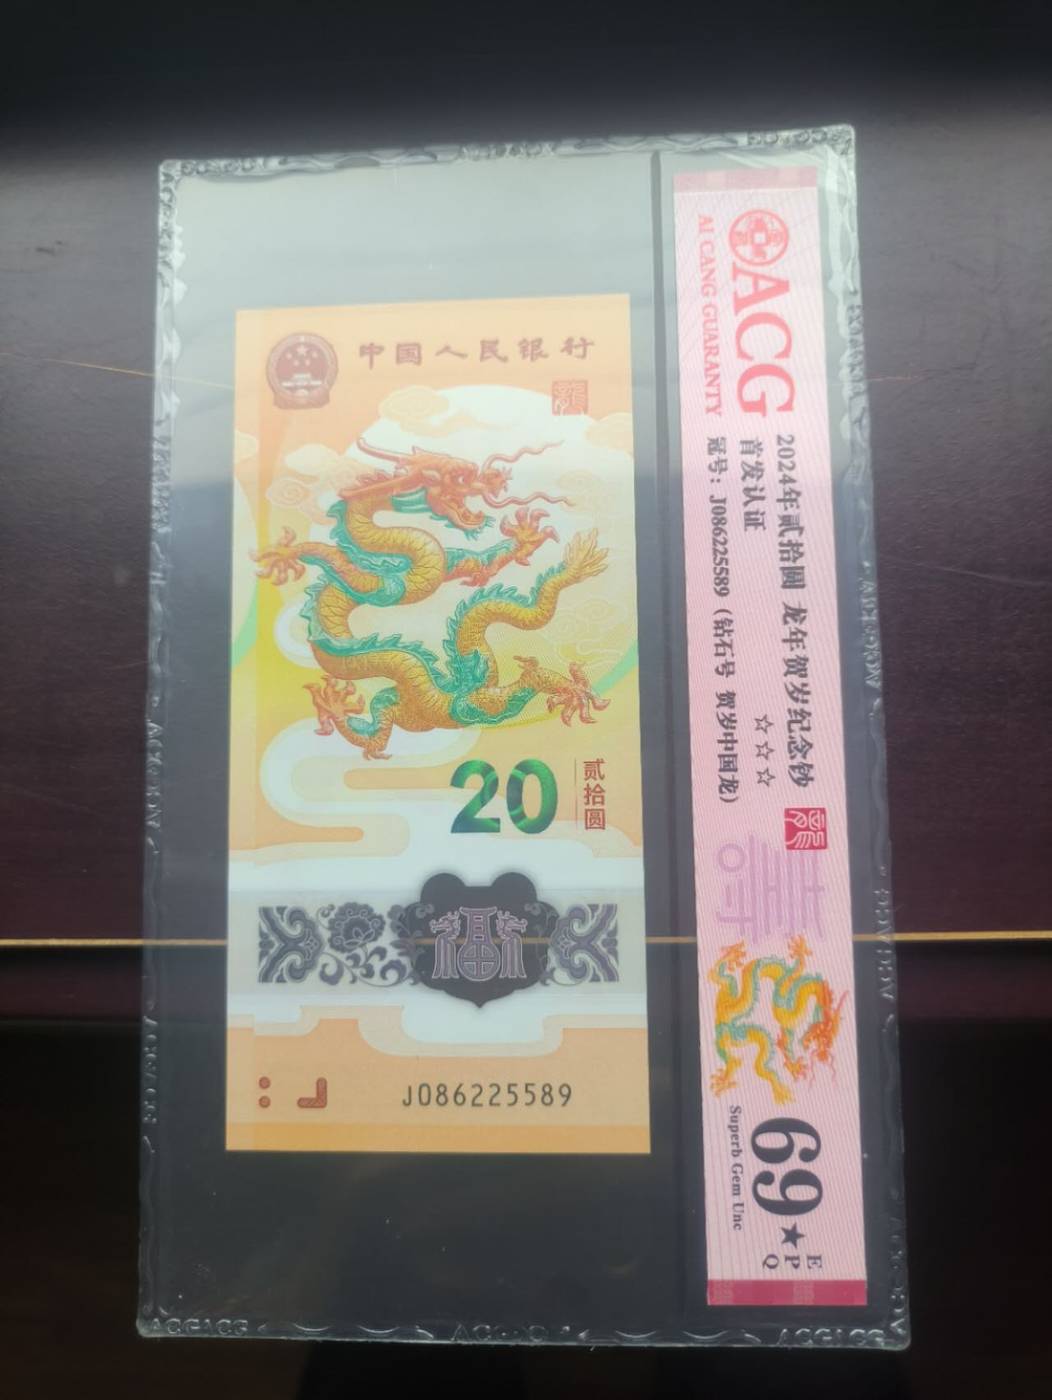 中国人民银行
龍
20
贰拾圆
福
J086225589
ACG
AI CANG GUARANTY
2024年贰拾圆 龙年贺岁纪念钞
首发认证 ☆☆☆
冠号：J086225589（钻石号 贺岁中国龙）
69★
EPQ
Superb Gem Unc